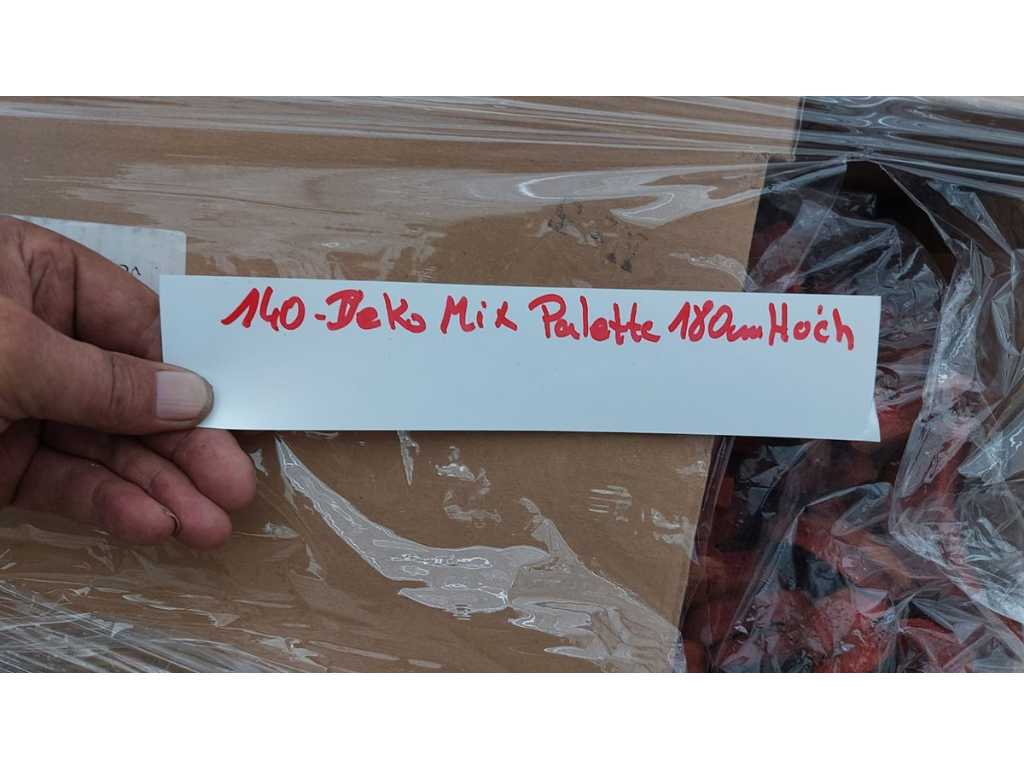 140-Deko Mix Palette 180cm Hoch